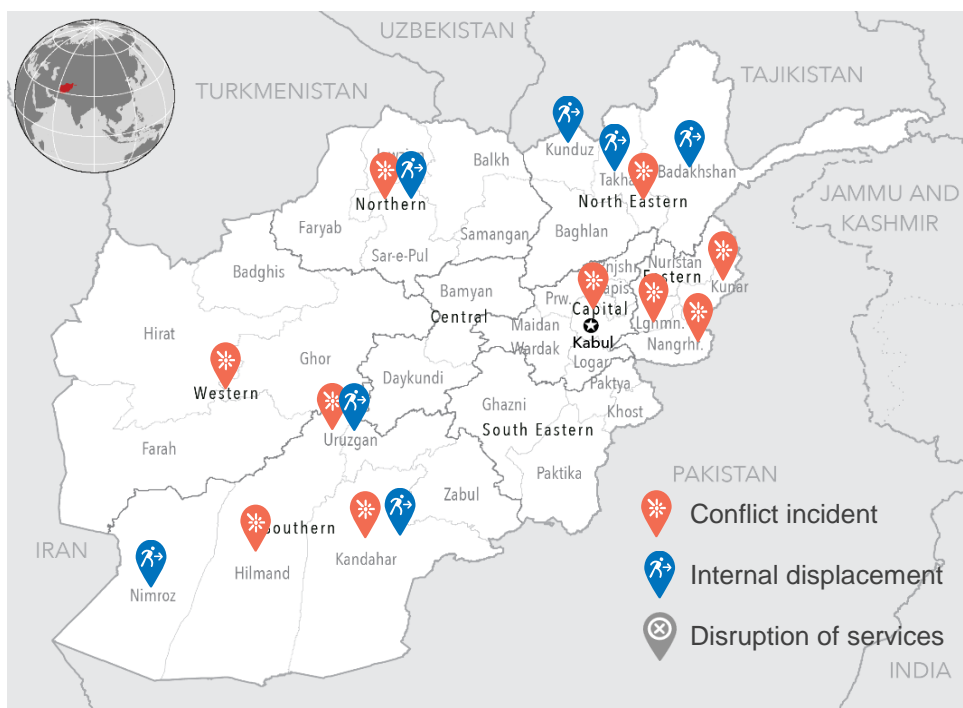 UZBEKISTAN
TAJIKISTAN
TURKMENISTAN
Kunduz
Balkh
Badakhshan
JAMMU AND
KASHMIR
Northern
North Eastern
Faryab
Baghlan
Samangan
Sar-e-Pul
Nuristan
Badghis
Eastern
Kunar
Bamyan
Prw.
Capital
Central
Lghmn.
Hirat
Maidan
Wardak
Kabul
Nangrhr.
Ghor
Logar
Daykundi
Paktya
Western
Ghazni
Khost
South Eastern
Uruzgan
Farah
Paktika
PAKISTAN
Zabul
Conflict incident
IRAN
Kandahar
Hilmand
Internal displacement
Nimroz
Disruption of services
INDIA